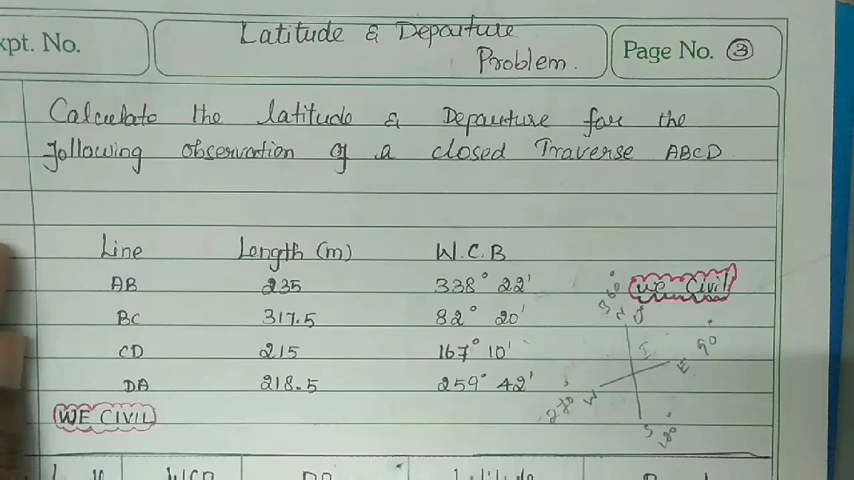 xpt. No.
Latitude & Departure
Problem.
Page No. 3
Calculate the latitude & Departure for the
following observation of a closed Traverse ABCD
Line Length (m) W.C.B
AB 235 338° 22'
BC 317.5 82° 20'
CD 215 167° 10'
DA 218.5 259° 42'
we Civil
360
N
I
90
E
W
270
S
180
WE CIVIL
WCB
Latitude